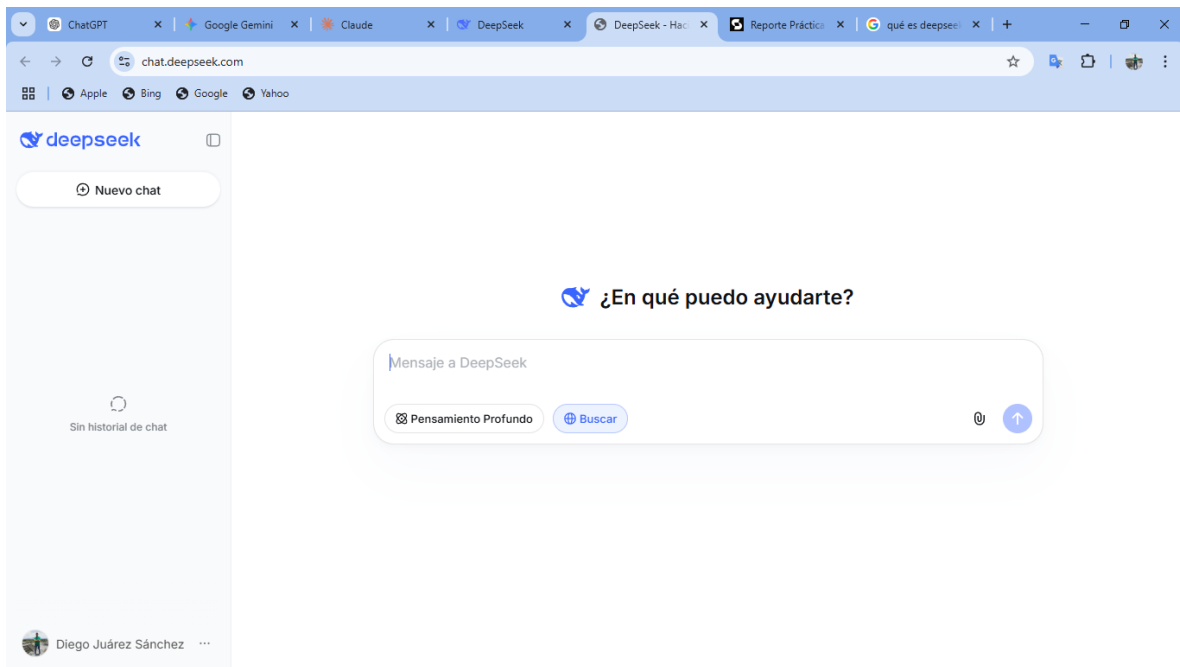 ChatGPT
Google Gemini
Claude
DeepSeek
DeepSeek - Hac
Reporte Práctica
qué es deepseek
chat.deepseek.com
Apple
Bing
Google
Yahoo
deepseek
Nuevo chat
¿En qué puedo ayudarte?
Mensaje a DeepSeek
Pensamiento Profundo
Buscar
Sin historial de chat
Diego Juárez Sánchez